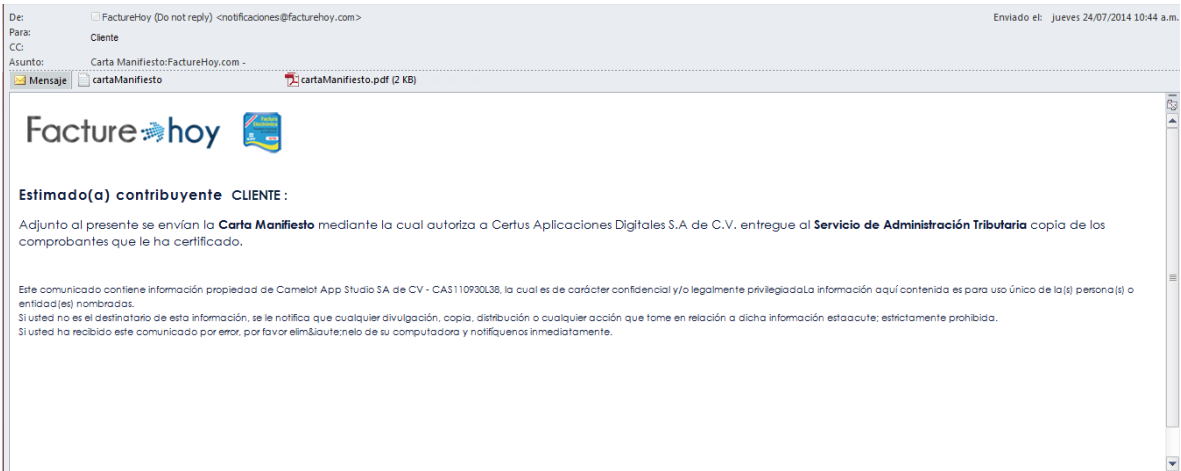 De: FactureHoy (Do not reply) <notificaciones@facturehoy.com> Enviado el: jueves 24/07/2014 10:44 a.m.
Para: Cliente
CC:
Asunto: Carta Manifiesto:FactureHoy.com -
Mensaje cartaManifiesto cartaManifiesto.pdf (2 KB)
Facture hoy Factura Electrónica
Estimado(a) contribuyente CLIENTE :
Adjunto al presente se envían la Carta Manifiesto mediante la cual autoriza a Certus Aplicaciones Digitales S.A de C.V. entregue al Servicio de Administración Tributaria copia de los
comprobantes que le ha certificado.
Este comunicado contiene información propiedad de Camelot App Studio SA de CV - CAS110930L38, la cual es de carácter confidencial y/o legalmente privilegiadaLa información aquí contenida es para uso único de la(s) persona(s) o
entidad(es) nombradas.
Si usted no es el destinatario de esta información, se le notifica que cualquier divulgación, copia, distribución o cualquier acción que tome en relación a dicha información estaacute; estrictamente prohibida.
Si usted ha recibido este comunicado por error, por favor elim&iaute;nelo de su computadora y notifíquenos inmediatamente.